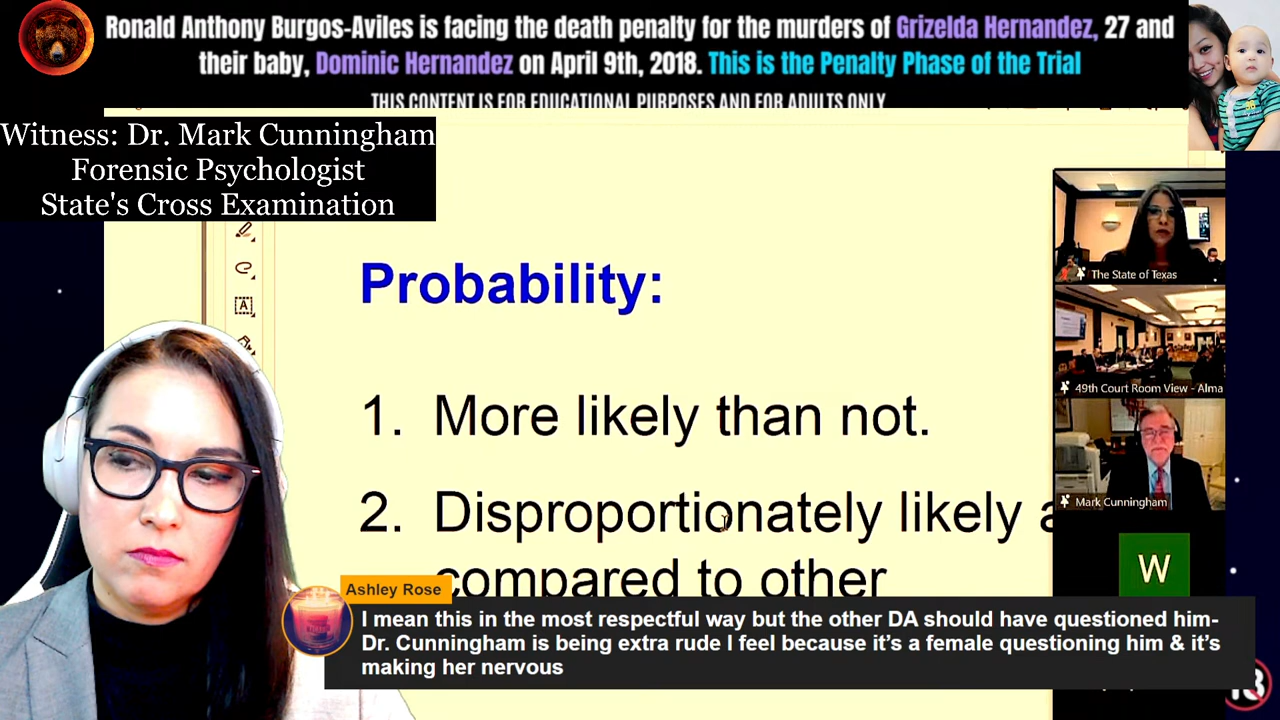 Ronald Anthony Burgos-Aviles is facing the death penalty for the murders of Grizelda Hernandez, 27 and
their baby, Dominic Hernandez on April 9th, 2018. This is the Penalty Phase of the Trial
THIS CONTENT IS FOR EDUCATIONAL PURPOSES AND FOR ADULTS ONLY
Witness: Dr. Mark Cunningham
Forensic Psychologist
State's Cross Examination
Probability:
1. More likely than not.
2. Disproportionately likely
compared to other
The State of Texas
49th Court Room View - Alma
Mark Cunningham
W
Ashley Rose
I mean this in the most respectful way but the other DA should have questioned him-
Dr. Cunningham is being extra rude I feel because it’s a female questioning him & it’s
making her nervous